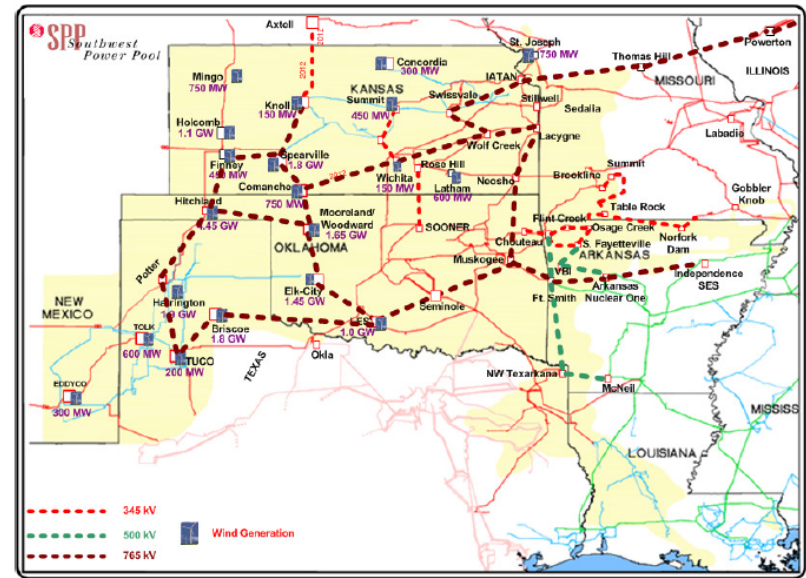 SPP Southwest
Power Pool
Axtell
2012
2012
Concordia
300 MW
St. Joseph
750 MW
Powerton
Mingo
750 MW
Thomas Hill
IATAN
MISSOURI
ILLINOIS
KANSAS
Knoll
150 MW
Summit
450 MW
Swissvale
Stillwell
Sedalia
Labadie
Holcomb
1.1 GW
Lacygne
Wolf Creek
Finney
450 MW
Spearville
1.8 GW
2012
Rose Hill
Wichita
150 MW
Latham
600 MW
Neosho
Brookline
Summit
Comanche
750 MW
Gobbler
Knob
Table Rock
Hitchland
Mooreland/
Woodward
1.65 GW
SOONER
Flint Creek
Osage Creek
Norfork
Dam
Chouteau
S. Fayetteville
OKLAHOMA
ARKANSAS
Muskogee
VBI
Independence
SES
Potter
Elk-City
1.45 GW
Arkansas
Nuclear One
Ft. Smith
NEW
MEXICO
Harrington
Seminole
Briscoe
1.8 GW
LES
1.0 GW
TOLK
600 MW
TUCO
200 MW
TEXAS
Okla
NW Texarkana
McNeil
EDDYCO
300 MW
MISSISS
LOUISIANA
345 kV
500 kV
765 kV
Wind Generation